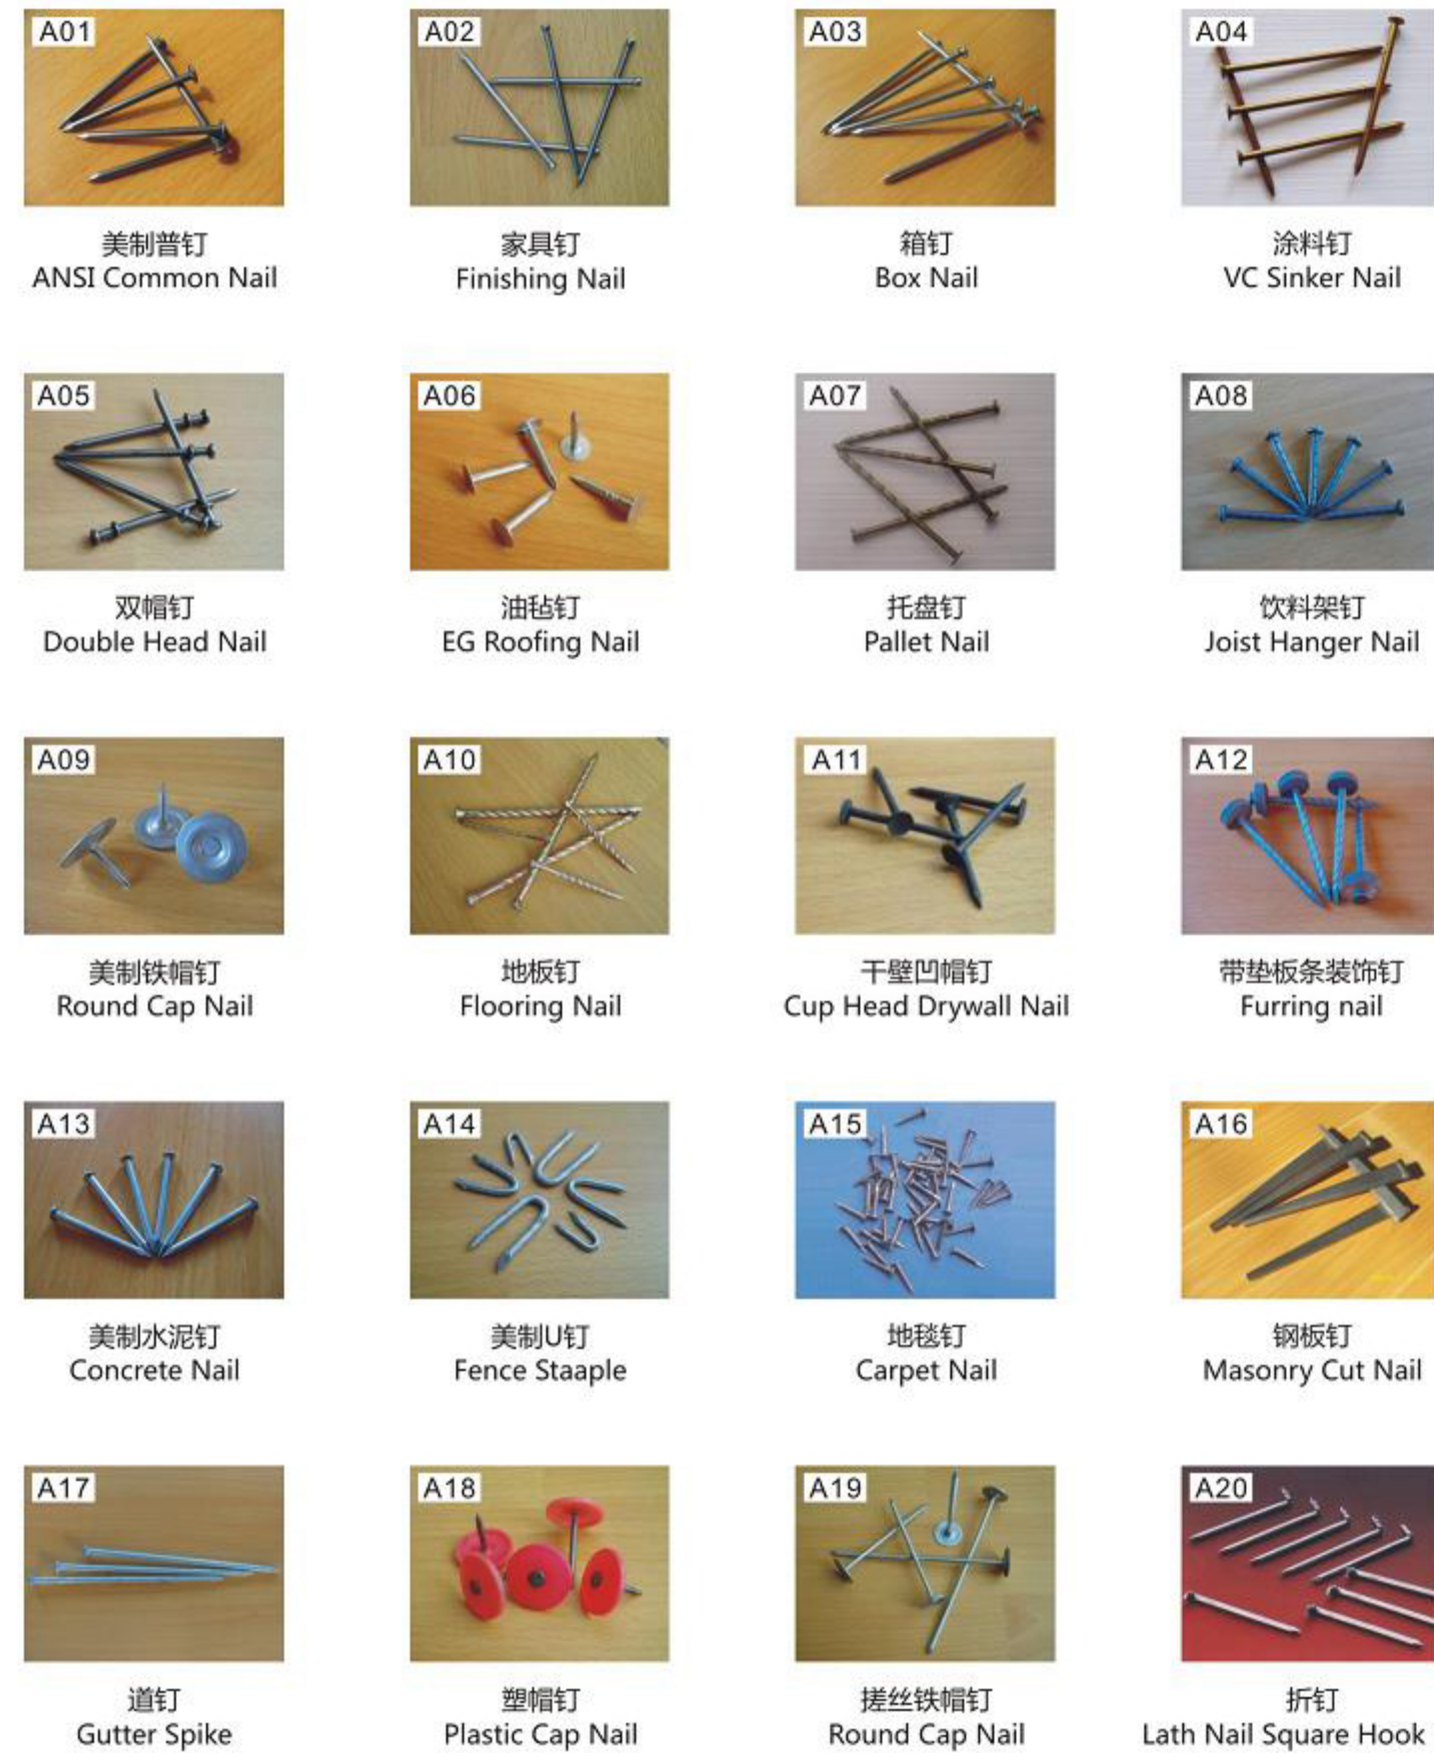 A01
A02
A03
A04
美制普钉
ANSI Common Nail
家具钉
Finishing Nail
箱钉
Box Nail
涂料钉
VC Sinker Nail
A05
A06
A07
A08
双帽钉
Double Head Nail
油毡钉
EG Roofing Nail
托盘钉
Pallet Nail
饮料架钉
Joist Hanger Nail
A09
A10
A11
A12
美制铁帽钉
Round Cap Nail
地板钉
Flooring Nail
干壁凹帽钉
Cup Head Drywall Nail
带垫板条装饰钉
Furring nail
A13
A14
A15
A16
美制水泥钉
Concrete Nail
美制U钉
Fence Staaple
地毯钉
Carpet Nail
钢板钉
Masonry Cut Nail
A17
A18
A19
A20
道钉
Gutter Spike
塑帽钉
Plastic Cap Nail
搓丝铁帽钉
Round Cap Nail
折钉
Lath Nail Square Hook